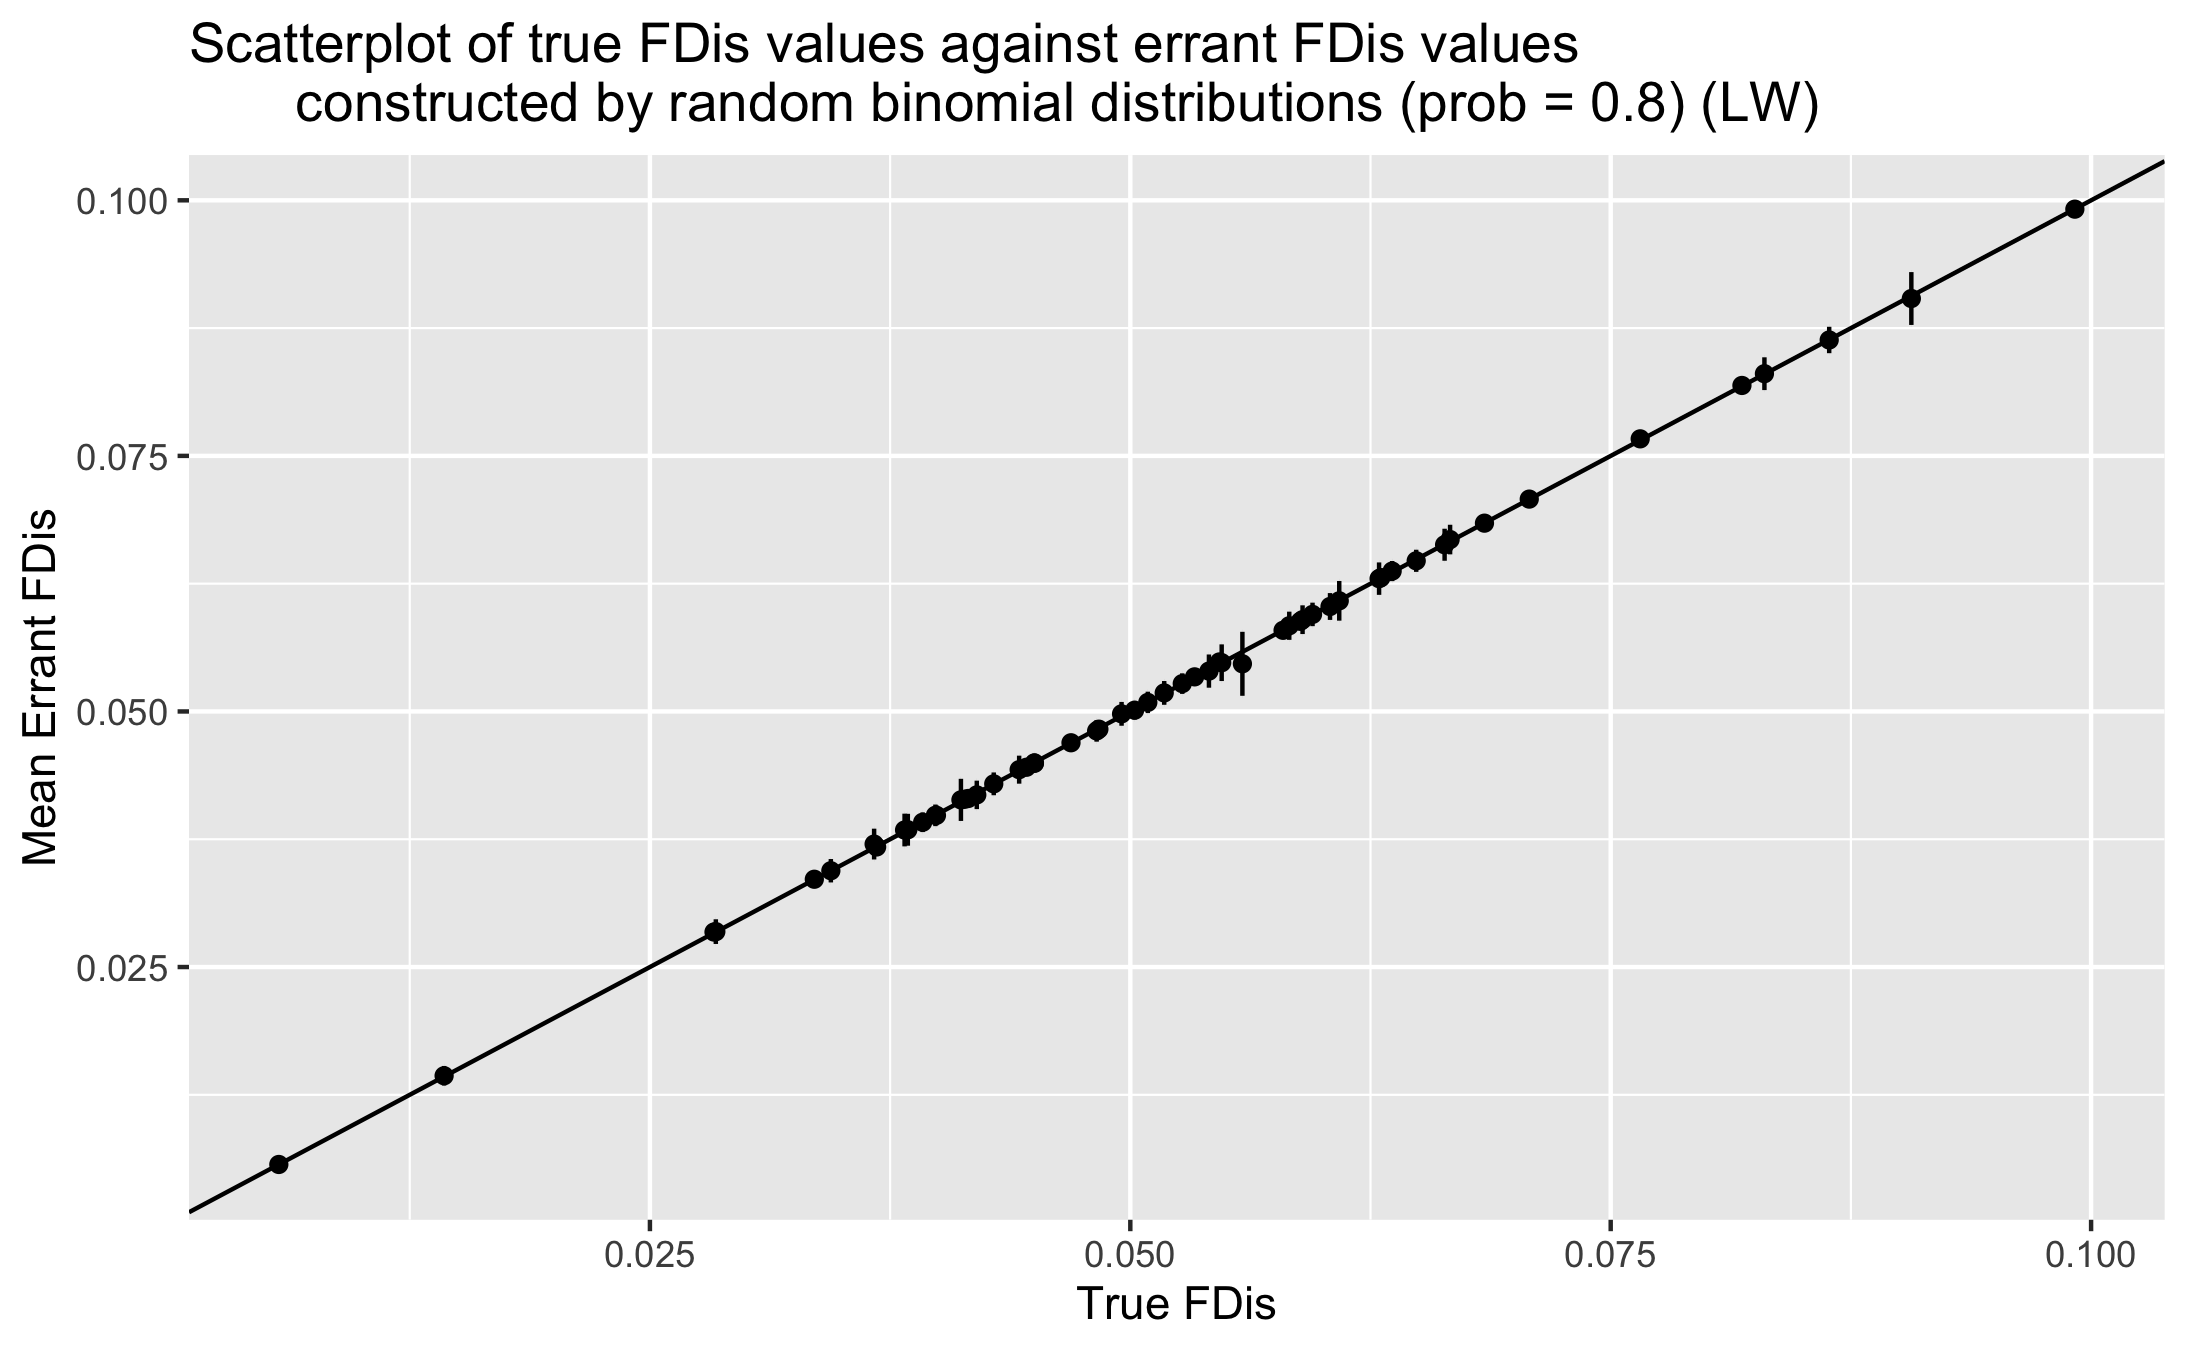 Scatterplot of true FDis values against errant FDis values
constructed by random binomial distributions (prob = 0.8) (LW)
0.100
0.075
0.050
0.025
Mean Errant FDis
0.025
0.050
0.075
0.100
True FDis